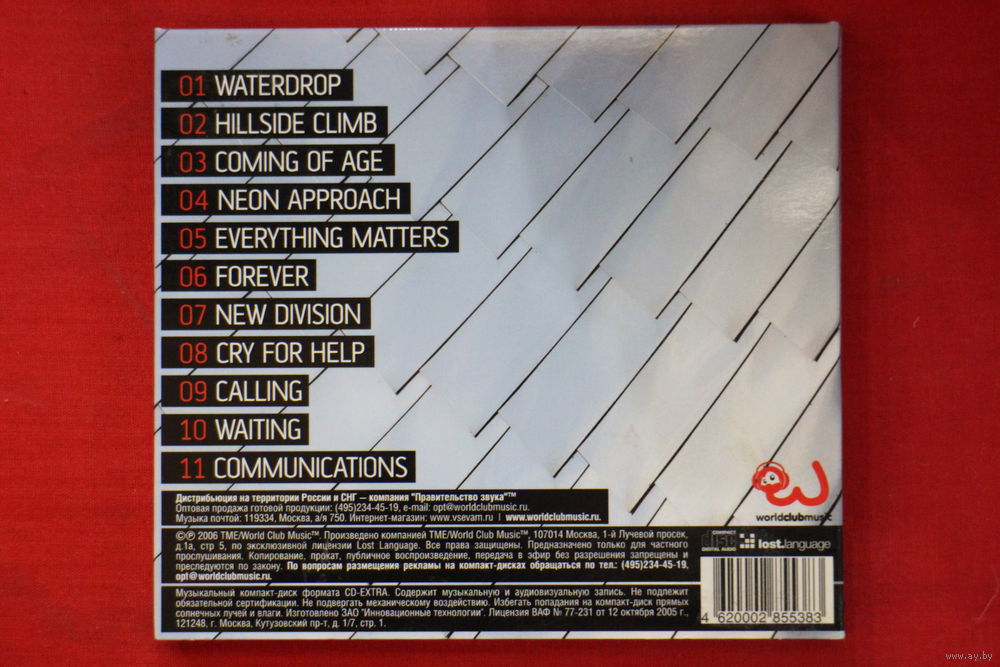 01 WATERDROP
02 HILLSIDE CLIMB
03 COMING OF AGE
04 NEON APPROACH
05 EVERYTHING MATTERS
06 FOREVER
07 NEW DIVISION
08 CRY FOR HELP
09 CALLING
10 WAITING
11 COMMUNICATIONS
Дистрибьюция на территории России и СНГ — компания "Правительство звука"™
Оптовая продажа готовой продукции: (495)234-45-19, e-mail: opt@worldclubmusic.ru.
Музыка почтой: 119334, Москва, а/я 750. Интернет-магазин: www.vsevam.ru | www.worldclubmusic.ru.
worldclubmusic
©℗ 2006 TME/World Club Music™. Произведено компанией TME/World Club Music™, 107014 Москва, 1-й Лучевой просек,
д.1а, стр 5, по эксклюзивной лицензии Lost Language. Все права защищены. Предназначено только для частного
прослушивания. Копирование, прокат, публичное воспроизведение, передача в эфир без разрешения запрещены и
преследуются по закону. По вопросам размещения рекламы на компакт-дисках обращаться по тел: (495)234-45-19,
opt@worldclubmusic.ru.
COMPACT
disc
DIGITAL AUDIO
lost.language
Музыкальный компакт-диск формата CD-EXTRA. Содержит музыкальную и аудиовизуальную запись. Не подлежит
обязательной сертификации. Не подвергать механическому воздействию. Избегать попадания на компакт-диск прямых
солнечных лучей и влаги. Изготовлено ЗАО "Инновационные технологии". Лицензия ВАФ № 77-231 от 12 октября 2005 г.,
121248, г. Москва, Кутузовский пр-т, д. 1/7, стр. 1.
4 620002 855383
www.ay.by